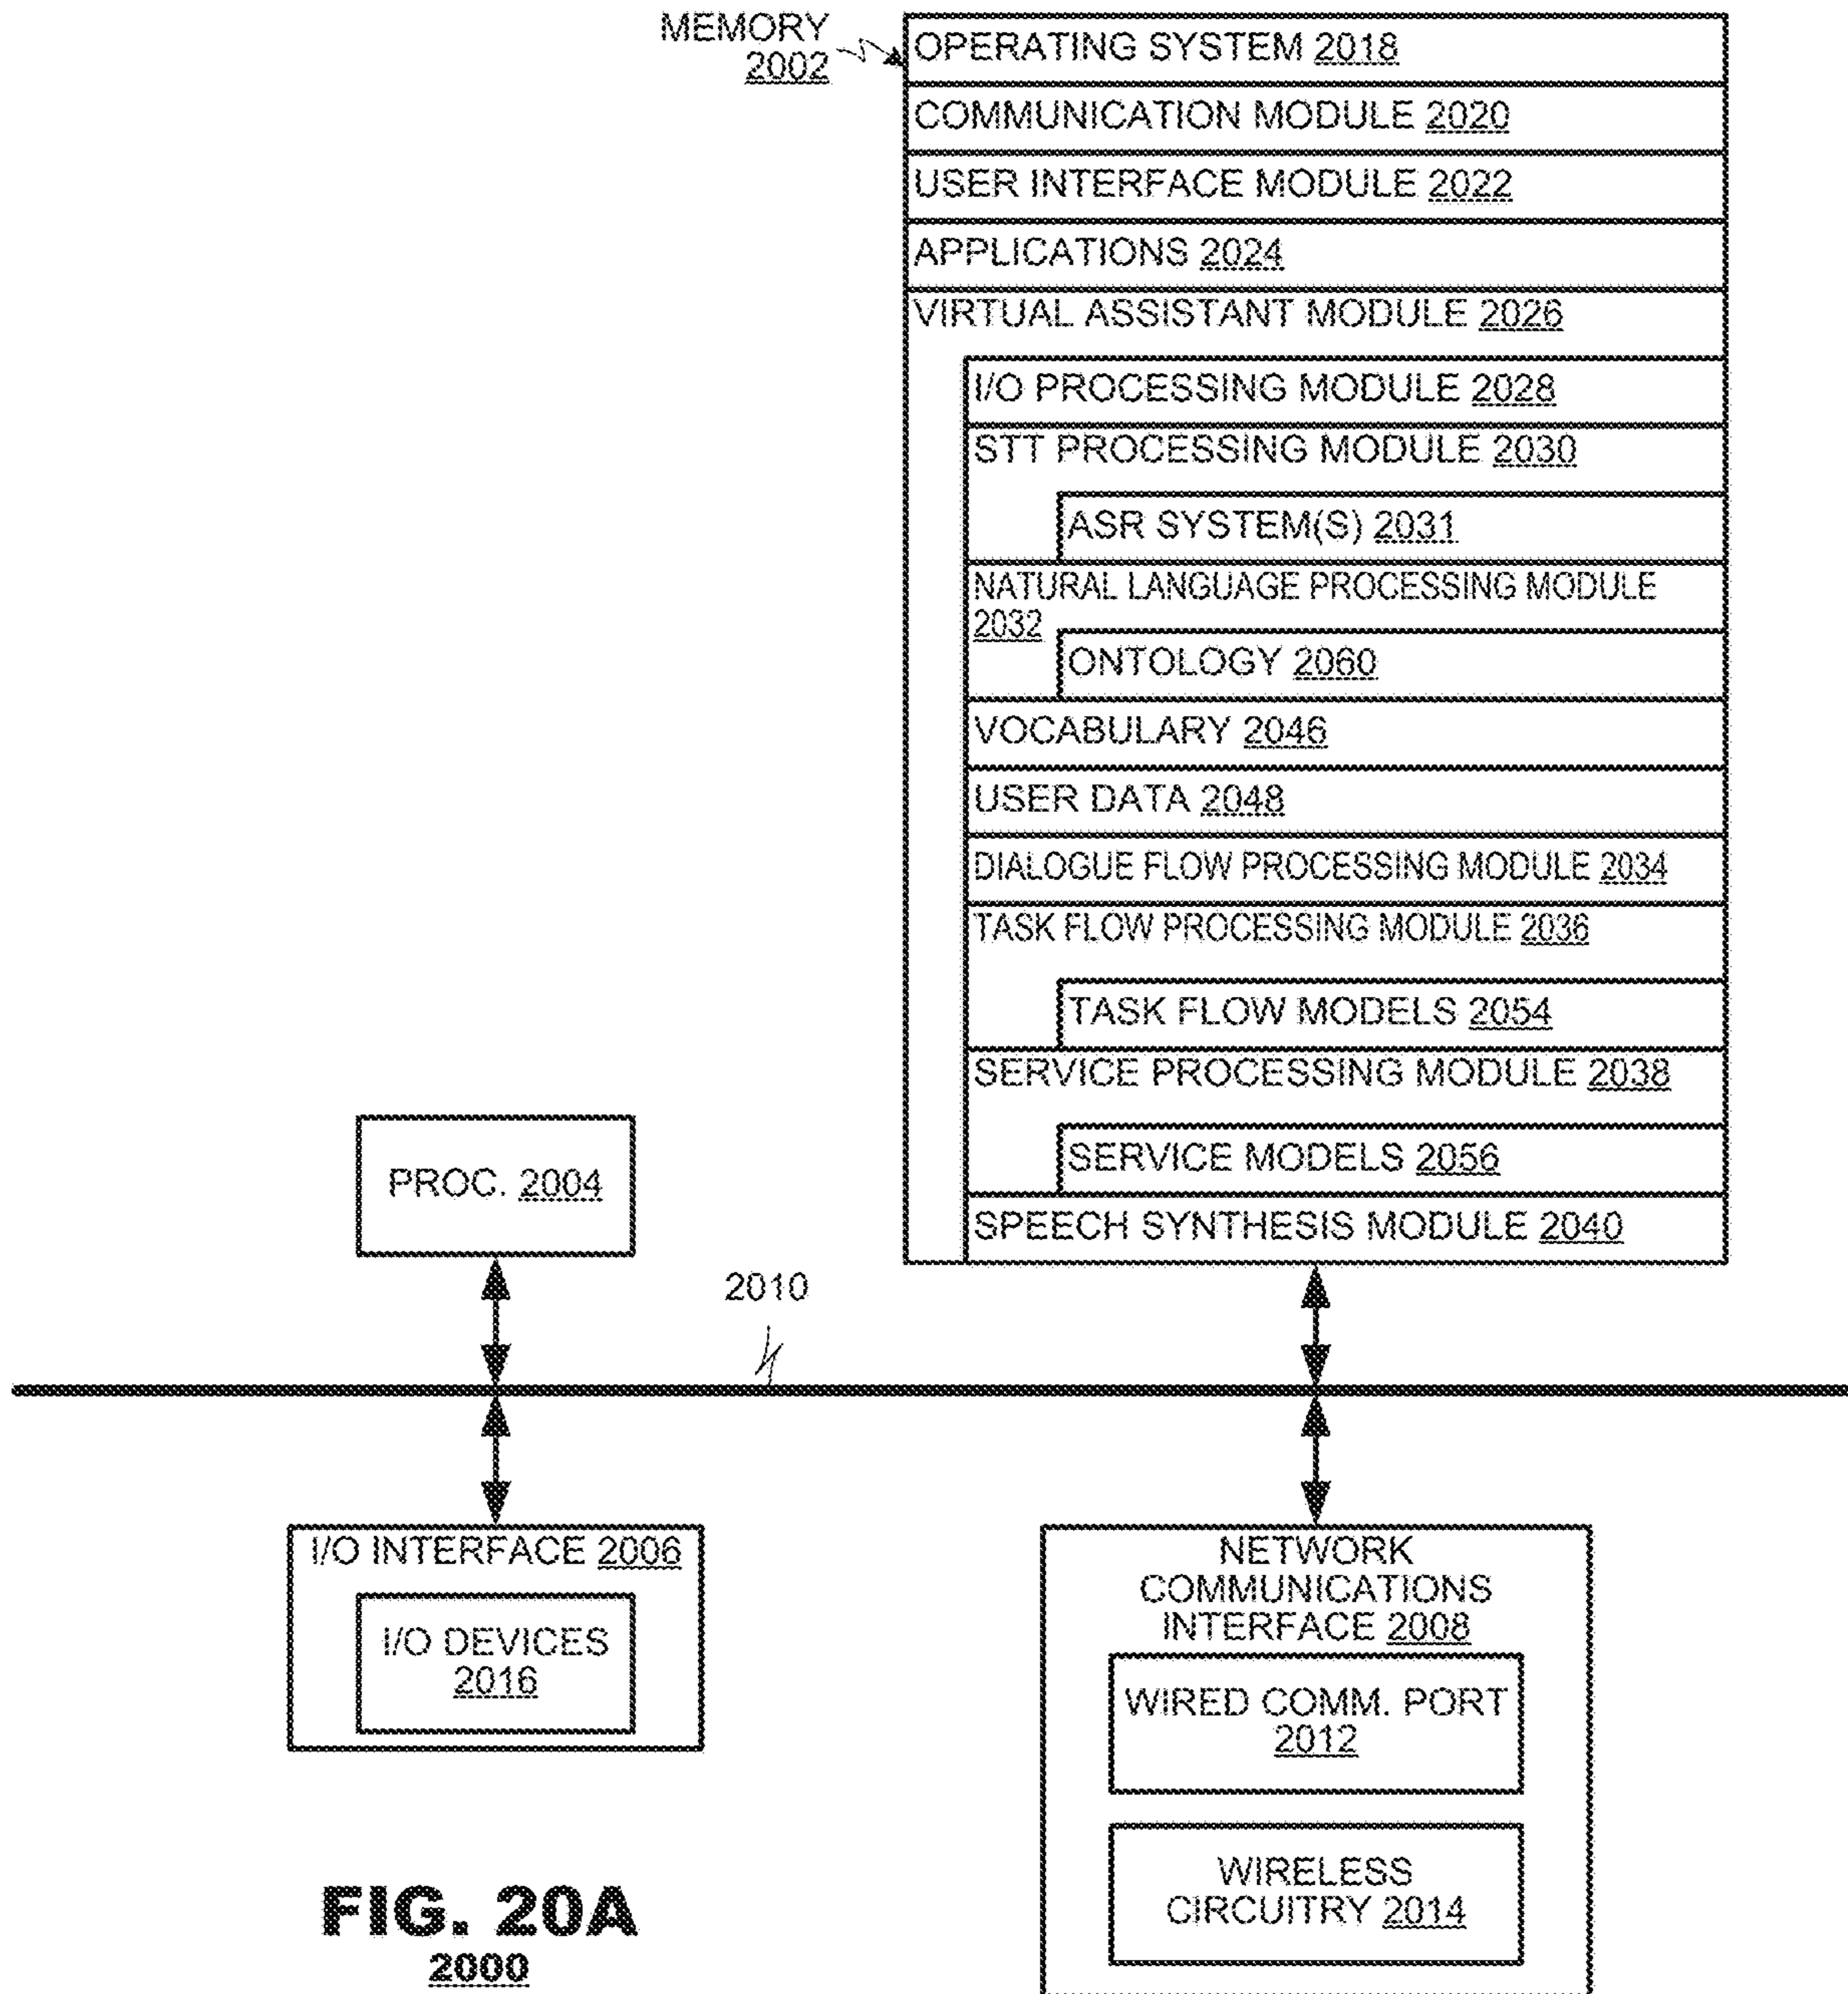 MEMORY
2002
OPERATING SYSTEM 2018
COMMUNICATION MODULE 2020
USER INTERFACE MODULE 2022
APPLICATIONS 2024
VIRTUAL ASSISTANT MODULE 2026
I/O PROCESSING MODULE 2028
STT PROCESSING MODULE 2030
ASR SYSTEM(S) 2031
NATURAL LANGUAGE PROCESSING MODULE
2032
ONTOLOGY 2060
VOCABULARY 2046
USER DATA 2048
DIALOGUE FLOW PROCESSING MODULE 2034
TASK FLOW PROCESSING MODULE 2036
TASK FLOW MODELS 2054
SERVICE PROCESSING MODULE 2038
SERVICE MODELS 2056
SPEECH SYNTHESIS MODULE 2040
PROC. 2004
2010
I/O INTERFACE 2006
I/O DEVICES
2016
NETWORK
COMMUNICATIONS
INTERFACE 2008
WIRED COMM. PORT
2012
WIRELESS
CIRCUITRY 2014
FIG. 20A
2000